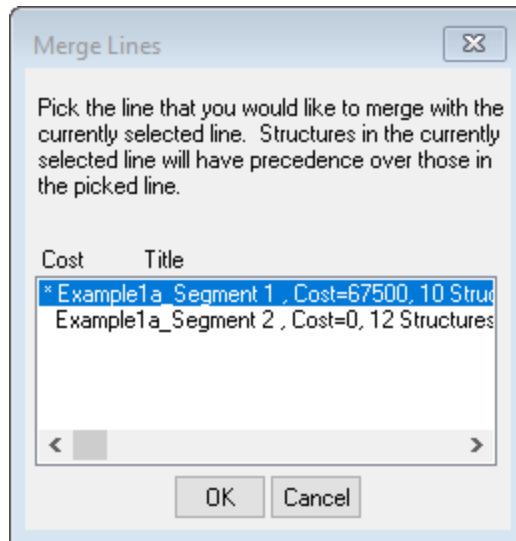 Merge Lines
Pick the line that you would like to merge with the
currently selected line. Structures in the currently
selected line will have precedence over those in
the picked line.
Cost Title
* Example1a_Segment 1 , Cost=67500, 10 Struc
Example1a_Segment 2 , Cost=0, 12 Structures
OK Cancel